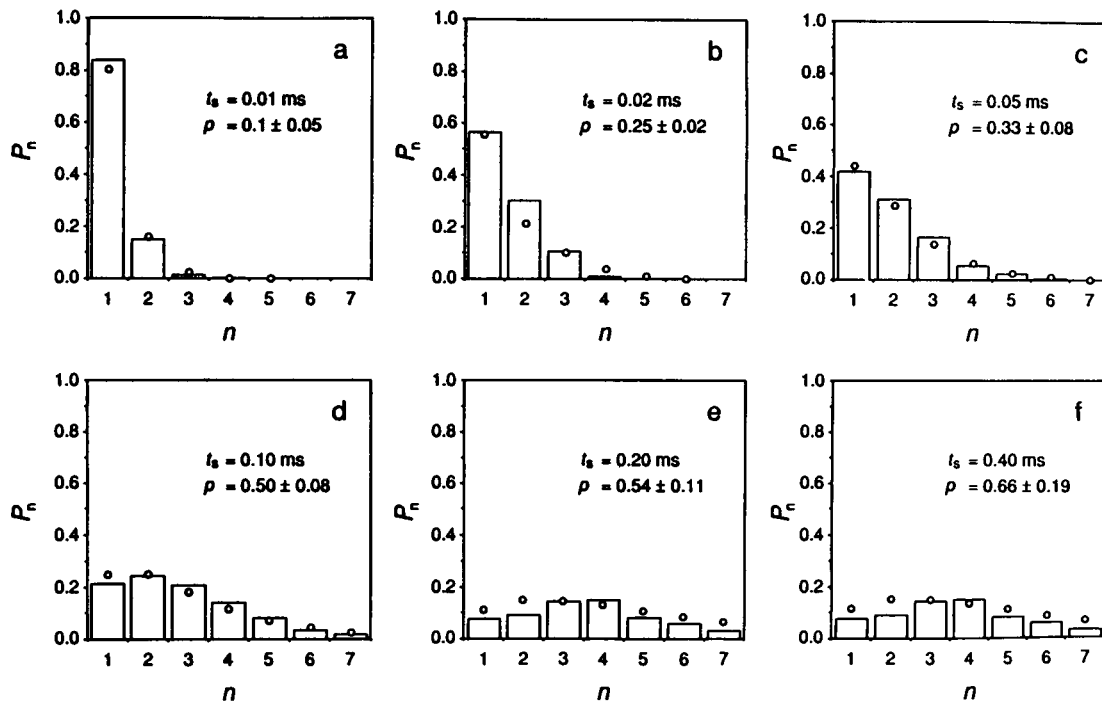 a
t_s = 0.01 ms
p = 0.1 ± 0.05
P_n
1.0
0.8
0.6
0.4
0.2
0.0
1 2 3 4 5 6 7
n
b
t_s = 0.02 ms
p = 0.25 ± 0.02
P_n
1.0
0.8
0.6
0.4
0.2
0.0
1 2 3 4 5 6 7
n
c
t_s = 0.05 ms
p = 0.33 ± 0.08
P_n
1.0
0.8
0.6
0.4
0.2
0.0
1 2 3 4 5 6 7
n
d
t_s = 0.10 ms
p = 0.50 ± 0.08
P_n
1.0
0.8
0.6
0.4
0.2
0.0
1 2 3 4 5 6 7
n
e
t_s = 0.20 ms
p = 0.54 ± 0.11
P_n
1.0
0.8
0.6
0.4
0.2
0.0
1 2 3 4 5 6 7
n
f
t_s = 0.40 ms
p = 0.66 ± 0.19
P_n
1.0
0.8
0.6
0.4
0.2
0.0
1 2 3 4 5 6 7
n